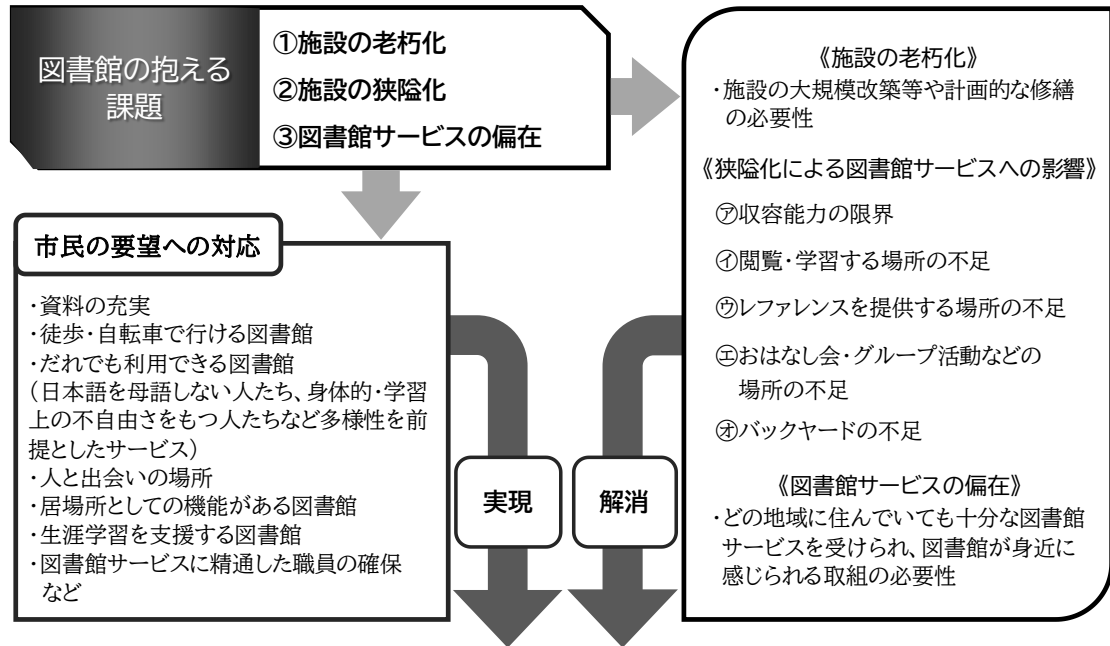 図書館の抱える
課題
①施設の老朽化
②施設の狭隘化
③図書館サービスの偏在
《施設の老朽化》
・施設の大規模改築等や計画的な修繕
の必要性
《狭隘化による図書館サービスへの影響》
㋐収容能力の限界
㋑閲覧・学習する場所の不足
㋒レファレンスを提供する場所の不足
㋓おはなし会・グループ活動などの
場所の不足
㋔バックヤードの不足
《図書館サービスの偏在》
・どの地域に住んでいても十分な図書館
サービスを受けられ、図書館が身近に
感じられる取組の必要性
市民の要望への対応
・資料の充実
・徒歩・自転車で行ける図書館
・だれでも利用できる図書館
（日本語を母語しない人たち、身体的・学習
上の不自由さをもつ人たちなど多様性を前
提としたサービス）
・人と出会いの場所
・居場所としての機能がある図書館
・生涯学習を支援する図書館
・図書館サービスに精通した職員の確保
など
実現
解消